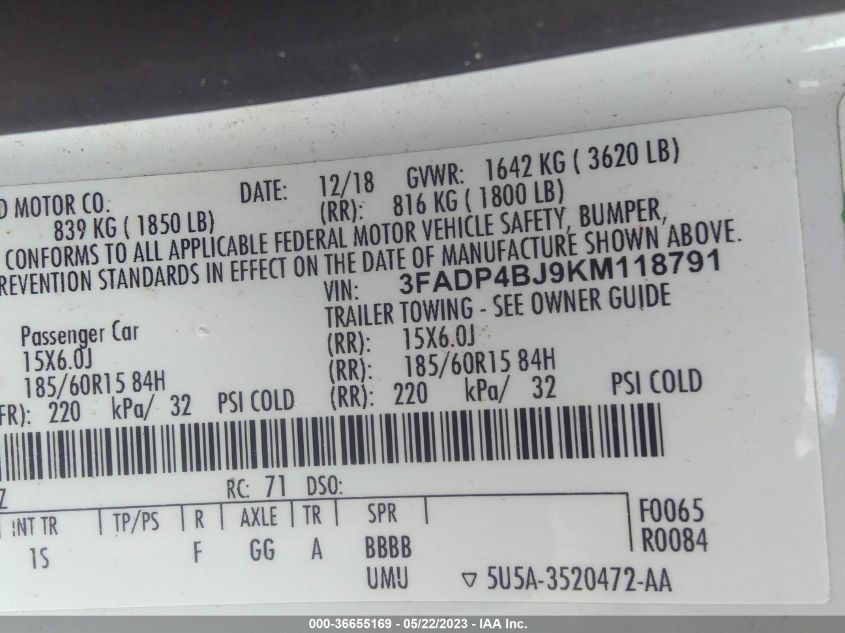 D MOTOR CO. DATE: 12/18 GVWR: 1642 KG ( 3620 LB)
839 KG ( 1850 LB) (RR): 816 KG ( 1800 LB)
CONFORMS TO ALL APPLICABLE FEDERAL MOTOR VEHICLE SAFETY, BUMPER,
REVENTION STANDARDS IN EFFECT ON THE DATE OF MANUFACTURE SHOWN ABOVE.
VIN: 3FADP4BJ9KM118791
TRAILER TOWING - SEE OWNER GUIDE
Passenger Car
15X6.0J (RR): 15X6.0J
185/60R15 84H (RR): 185/60R15 84H
FR): 220 kPa/ 32 PSI COLD (RR): 220 kPa/ 32 PSI COLD
Z RC: 71 DSO:
INT TR TP/PS R AXLE TR SPR F0065
1S F GG A BBBB R0084
UMU 5U5A-3520472-AA
000-36655169 - 05/22/2023 - IAA Inc.